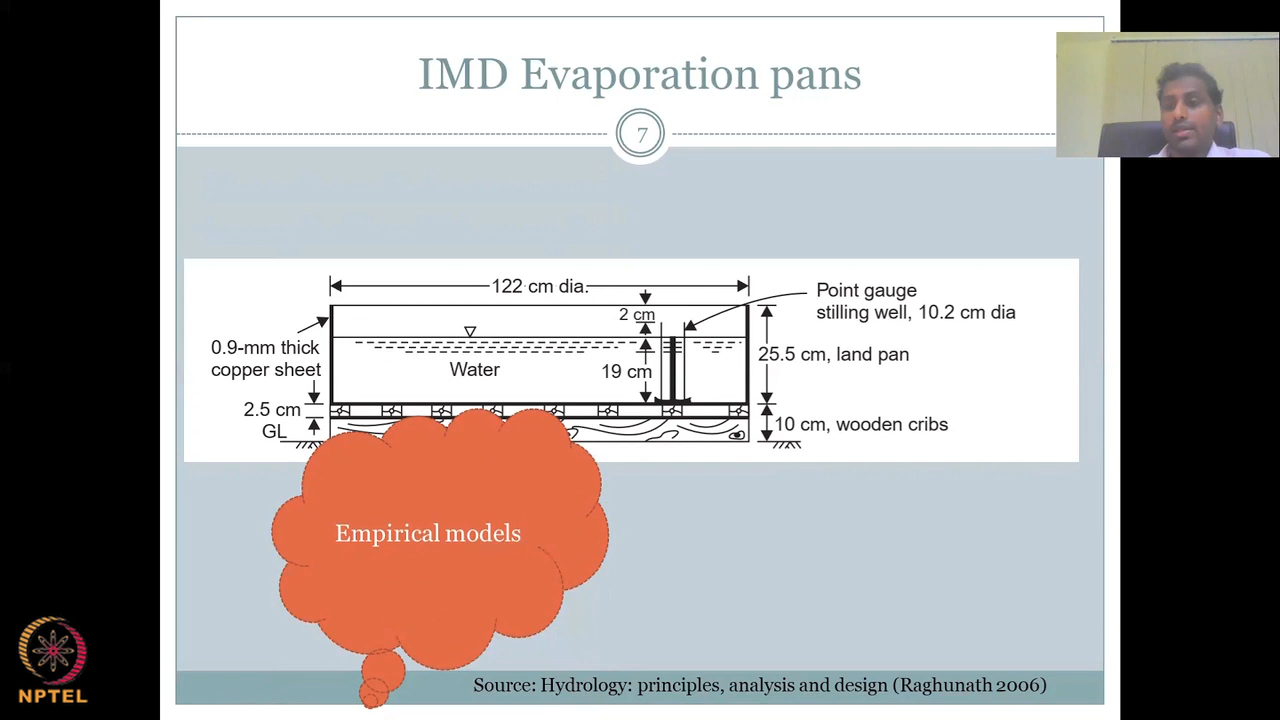 IMD Evaporation pans
7
122 cm dia.
2 cm
Point gauge
stilling well, 10.2 cm dia
0.9-mm thick
copper sheet
Water
19 cm
25.5 cm, land pan
2.5 cm
GL
10 cm, wooden cribs
Empirical models
Source: Hydrology: principles, analysis and design (Raghunath 2006)
NPTEL